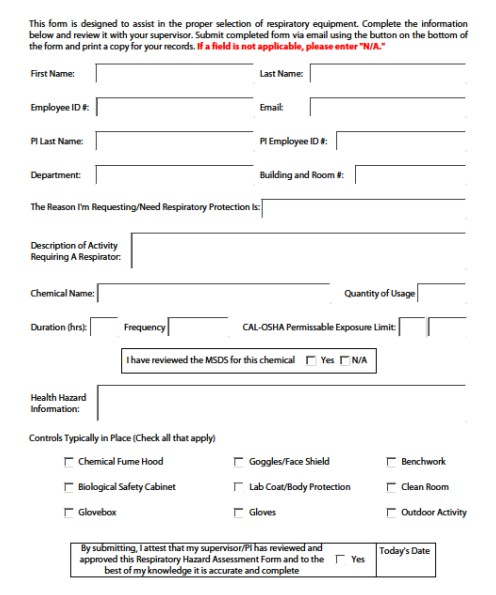 This form is designed to assist in the proper selection of respiratory equipment. Complete the information
below and review it with your supervisor. Submit completed form via email using the button on the bottom of
the form and print a copy for your records. If a field is not applicable, please enter "N/A."
First Name: Last Name:
Employee ID #: Email:
PI Last Name: PI Employee ID #:
Department: Building and Room #:
The Reason I'm Requesting/Need Respiratory Protection Is:
Description of Activity
Requiring A Respirator:
Chemical Name: Quantity of Usage
Duration (hrs): Frequency CAL-OSHA Permissable Exposure Limit:
I have reviewed the MSDS for this chemical Yes N/A
Health Hazard
Information:
Controls Typically in Place (Check all that apply)
Chemical Fume Hood Goggles/Face Shield Benchwork
Biological Safety Cabinet Lab Coat/Body Protection Clean Room
Glovebox Gloves Outdoor Activity
By submitting, I attest that my supervisor/PI has reviewed and
approved this Respiratory Hazard Assessment Form and to the
best of my knowledge it is accurate and complete
Yes
Today's Date